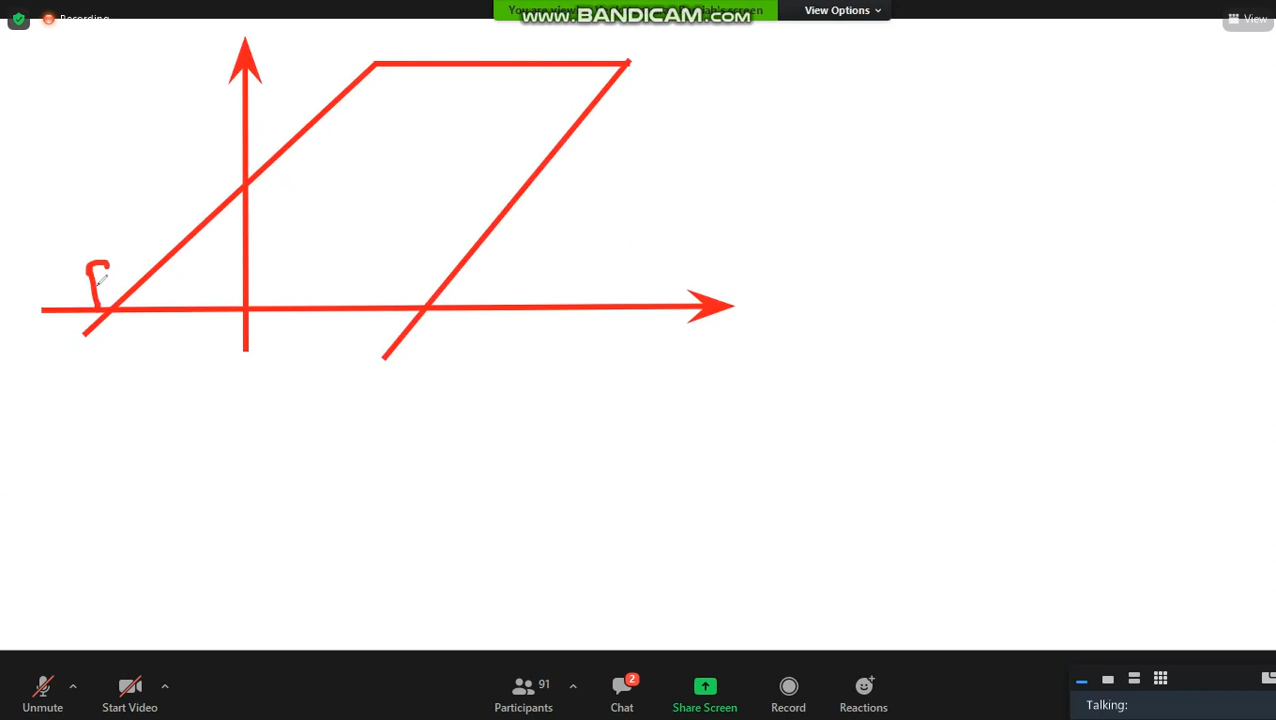 Recording
www.BANDICAM.com
View Options
View
Unmute
Start Video
91
Participants
2
Chat
Share Screen
Record
Reactions
Talking: